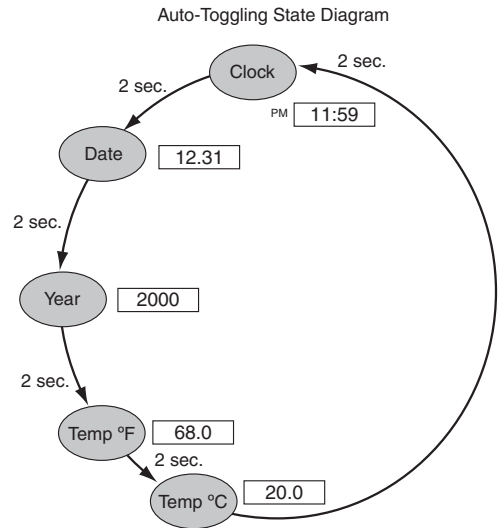 Auto-Toggling State Diagram
Clock
2 sec.
2 sec.
PM 11:59
Date
12.31
2 sec.
Year
2000
2 sec.
Temp ºF
68.0
2 sec.
Temp ºC
20.0